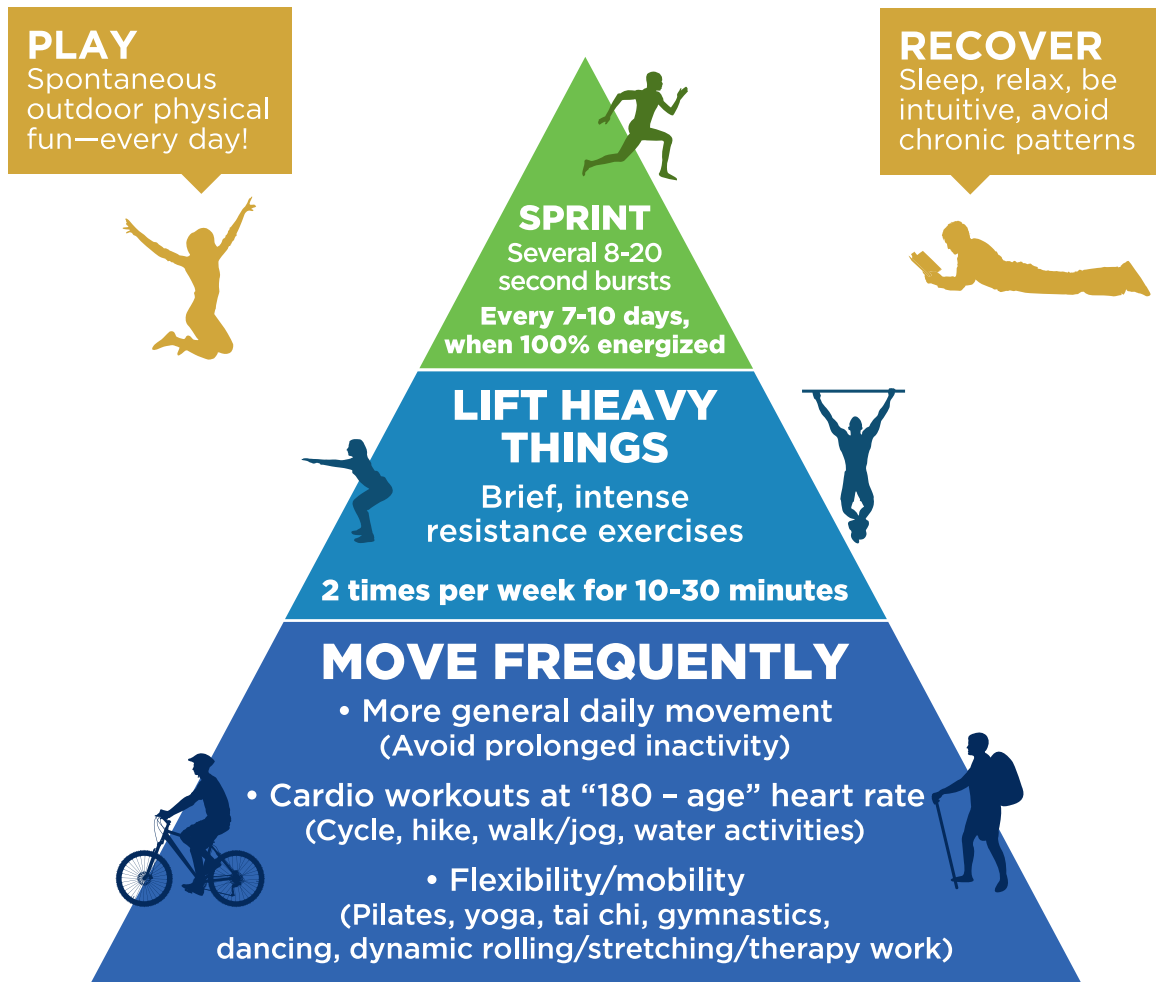 PLAY
Spontaneous
outdoor physical
fun—every day!
RECOVER
Sleep, relax, be
intuitive, avoid
chronic patterns
SPRINT
Several 8-20
second bursts
Every 7-10 days,
when 100% energized
LIFT HEAVY
THINGS
Brief, intense
resistance exercises
2 times per week for 10-30 minutes
MOVE FREQUENTLY
• More general daily movement
(Avoid prolonged inactivity)
• Cardio workouts at “180 – age” heart rate
(Cycle, hike, walk/jog, water activities)
• Flexibility/mobility
(Pilates, yoga, tai chi, gymnastics,
dancing, dynamic rolling/stretching/therapy work)